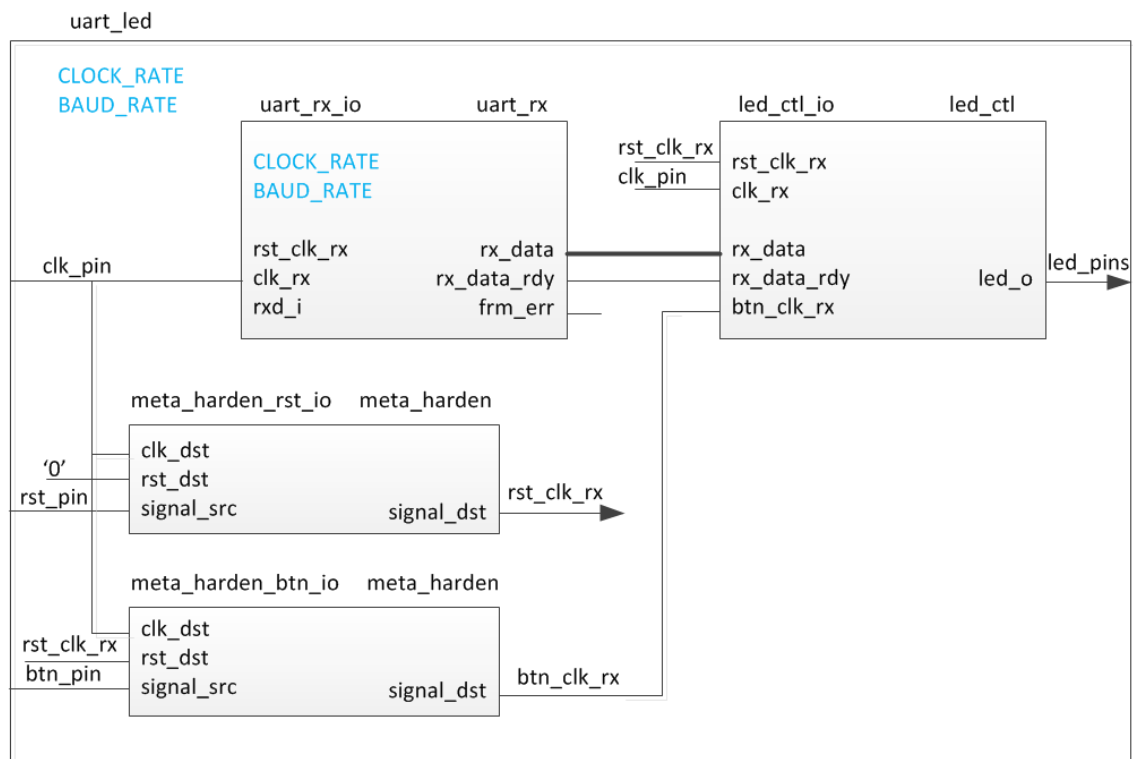 uart_led
CLOCK_RATE
BAUD_RATE
uart_rx_io uart_rx
CLOCK_RATE
BAUD_RATE
rst_clk_rx
clk_rx
rxd_i
rx_data
rx_data_rdy
frm_err
clk_pin
led_ctl_io led_ctl
rst_clk_rx
clk_pin
rst_clk_rx
clk_rx
rx_data
rx_data_rdy
btn_clk_rx
led_o
led_pins
meta_harden_rst_io meta_harden
clk_dst
rst_dst
signal_src
signal_dst
‘0’
rst_pin
rst_clk_rx
meta_harden_btn_io meta_harden
clk_dst
rst_dst
signal_src
signal_dst
rst_clk_rx
btn_pin
btn_clk_rx